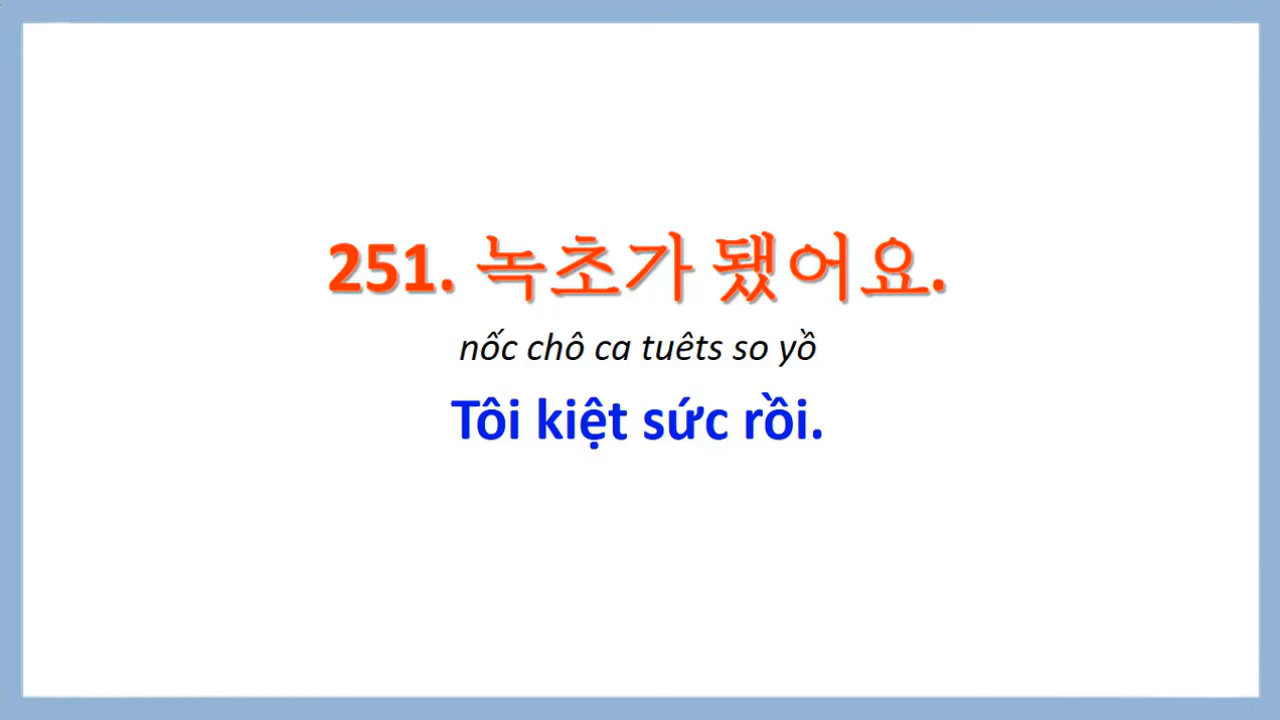 251. 녹초가 됐어요.
nốc chô ca tuêts so yồ
Tôi kiệt sức rồi.